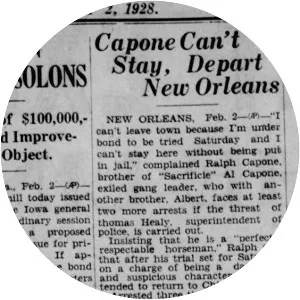 2, 1928.
SOLONS
of $100,000,-
d Improve-
Object.
Feb. 2—(AP)—
will today issued
Iowa general
dinary session
a proposed
gue for pri-
If ap-
bond
Capone Can't
Stay, Depart
New Orleans
NEW ORLEANS, Feb. 2—(AP)—"I
can't leave town because I'm under
bond to be tried Saturday and I
can't stay here without being put
in jail," complained Ralph Capone,
brother of "Sacrificie" Al Capone,
exiled gang leader, who with an-
other brother, Albert, faces at least
two more arrests if the threat of
thomas Healy, superintendent of
police, is carried out.
Insisting that he is a "perfect
respectable horseman," Ralph
that after his trial set for Sat
on a charge of being a
and suspicious charact
tended to return to Ch
arrested three